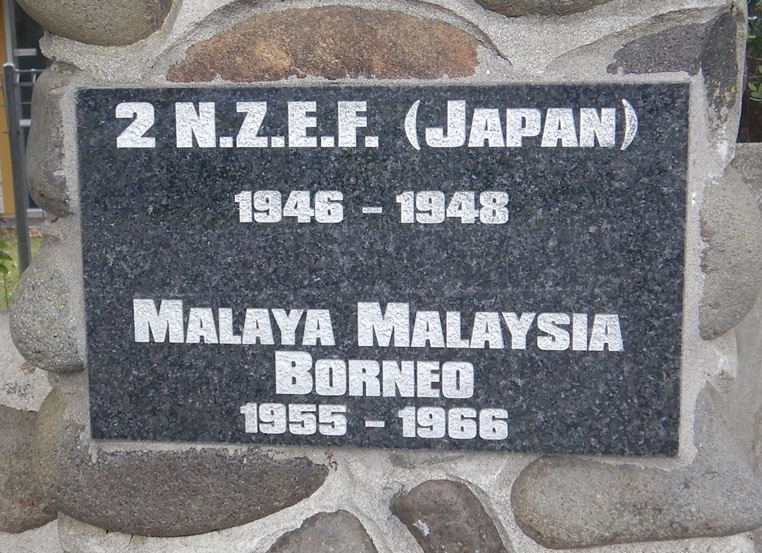 2 N.Z.E.F. (JAPAN)
1946 - 1948
MALAYA MALAYSIA
BORNEO
1955 - 1966